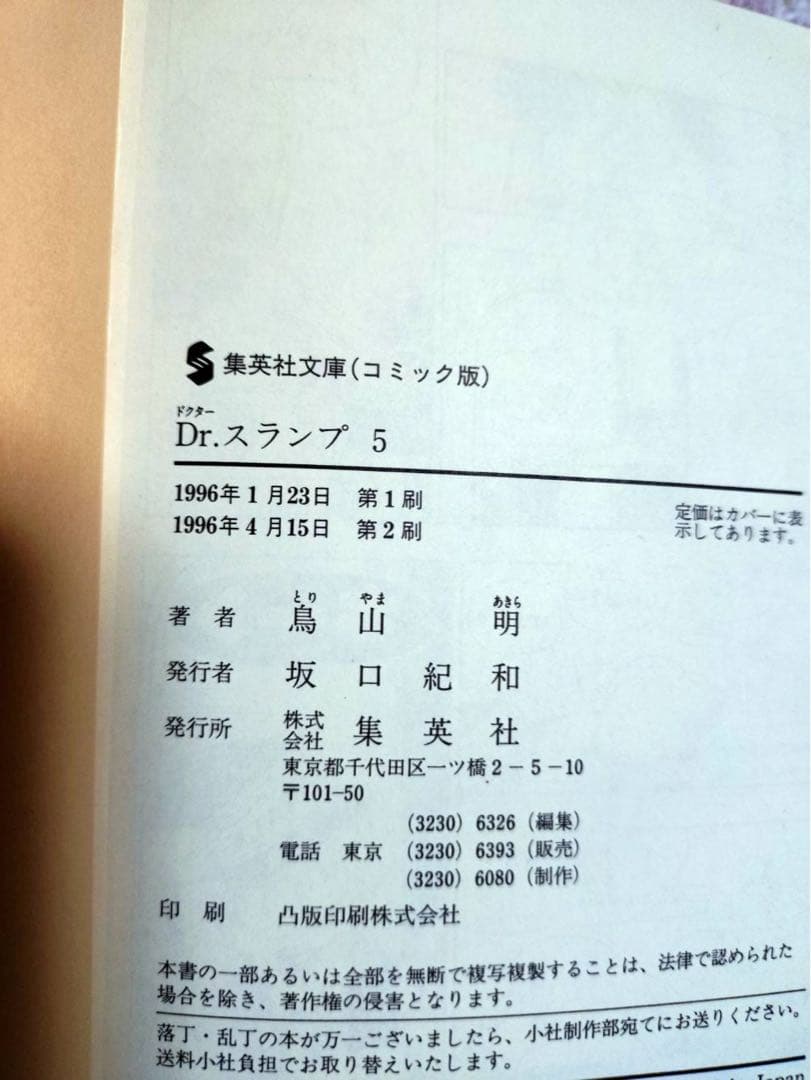 集英社文庫(コミック版)
ドクター
Dr.スランプ 5
1996年1月23日 第1刷
1996年4月15日 第2刷
定価はカバーに表
示してあります。
とり やま あきら
著者 鳥山 明
発行者 坂口紀和
発行所 株式会社 集英社
東京都千代田区一ツ橋2-5-10
〒101-50
(3230) 6326 (編集)
電話 東京 (3230) 6393 (販売)
(3230) 6080 (制作)
印刷 凸版印刷株式会社
本書の一部あるいは全部を無断で複写複製することは、法律で認められた
場合を除き、著作権の侵害となります。
落丁・乱丁の本が万一ございましたら、小社制作部宛てにお送りください。
送料小社負担でお取り替えいたします。
Japan